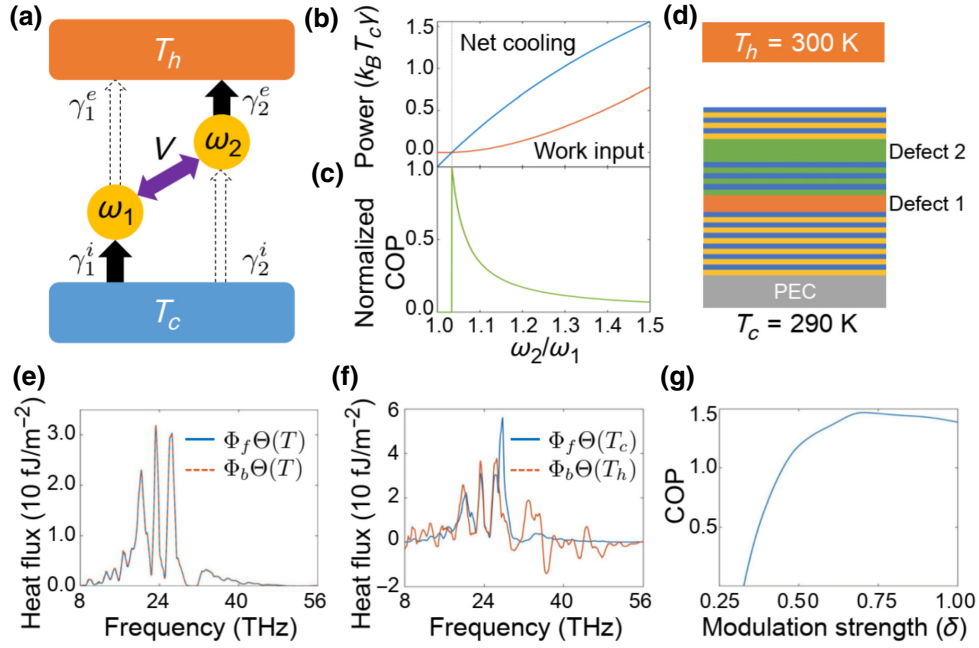 (a)
T_h
γ_1^e
γ_2^e
V
ω_2
ω_1
γ_1^i
γ_2^i
T_c
(b)
Power (k_B T_c γ)
1.5
1.0
0.0
Net cooling
Work input
(c)
Normalized
COP
1.0
0.5
0.0
1.0 1.1 1.2 1.3 1.4 1.5
ω_2/ω_1
(d)
T_h = 300 K
Defect 2
Defect 1
PEC
T_c = 290 K
(e)
Heat flux (10 fJ/m⁻²)
3.0
2.0
1.0
0.0
Φ_f Θ(T)
Φ_b Θ(T)
8 24 40 56
Frequency (THz)
(f)
Heat flux (10 fJ/m⁻²)
6
4
2
0
−2
Φ_f Θ(T_c)
Φ_b Θ(T_h)
8 24 40 56
Frequency (THz)
(g)
COP
1.5
1.0
0.5
0.25 0.50 0.75 1.00
Modulation strength (δ)